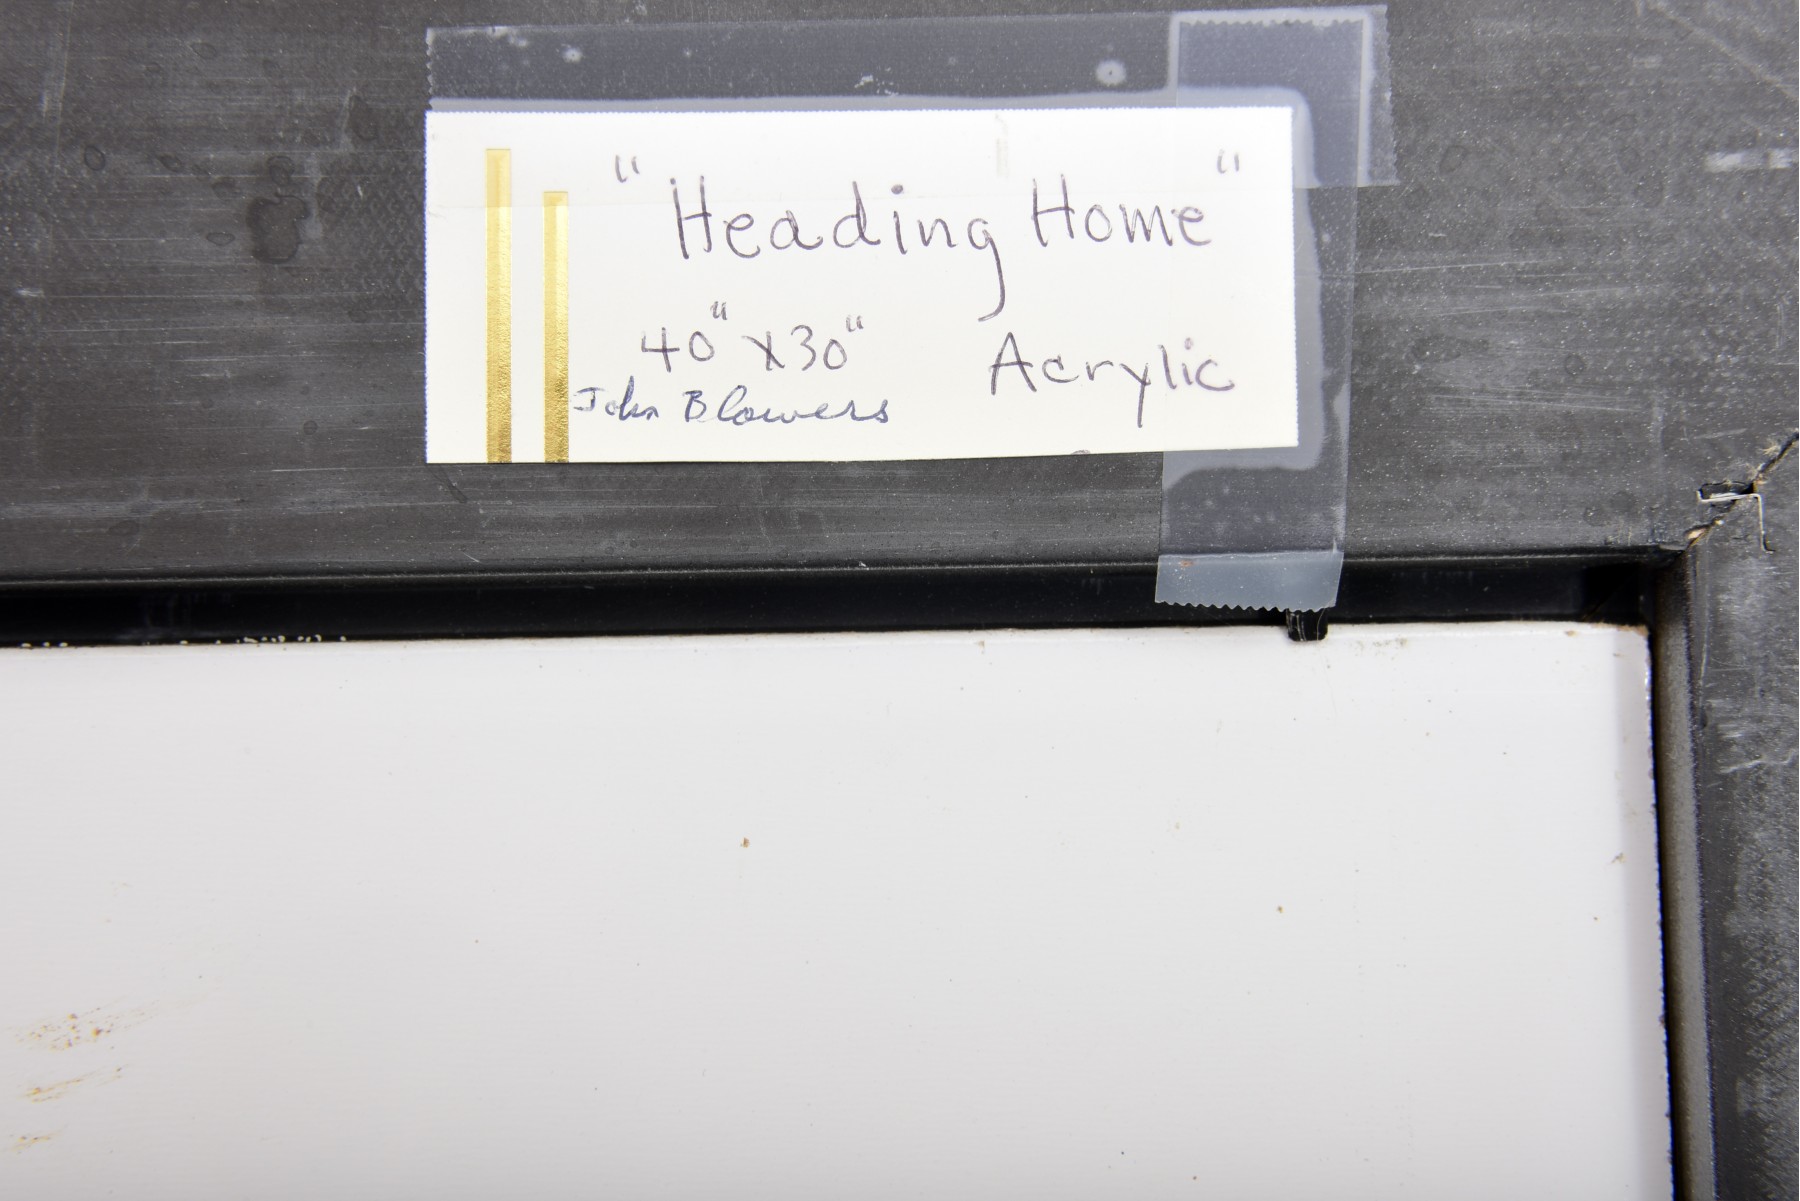 "Heading Home"
40" x 30" Acrylic
John Blowers